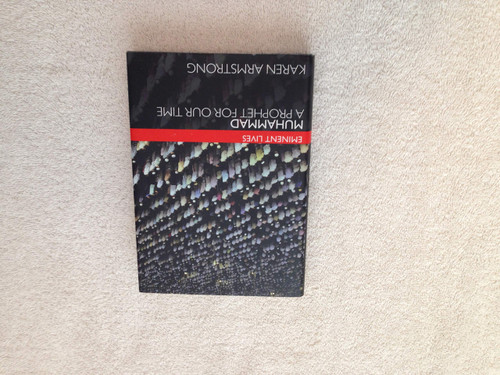 EMINENT LIVES
MUHAMMAD
A PROPHET FOR OUR TIME
KAREN ARMSTRONG